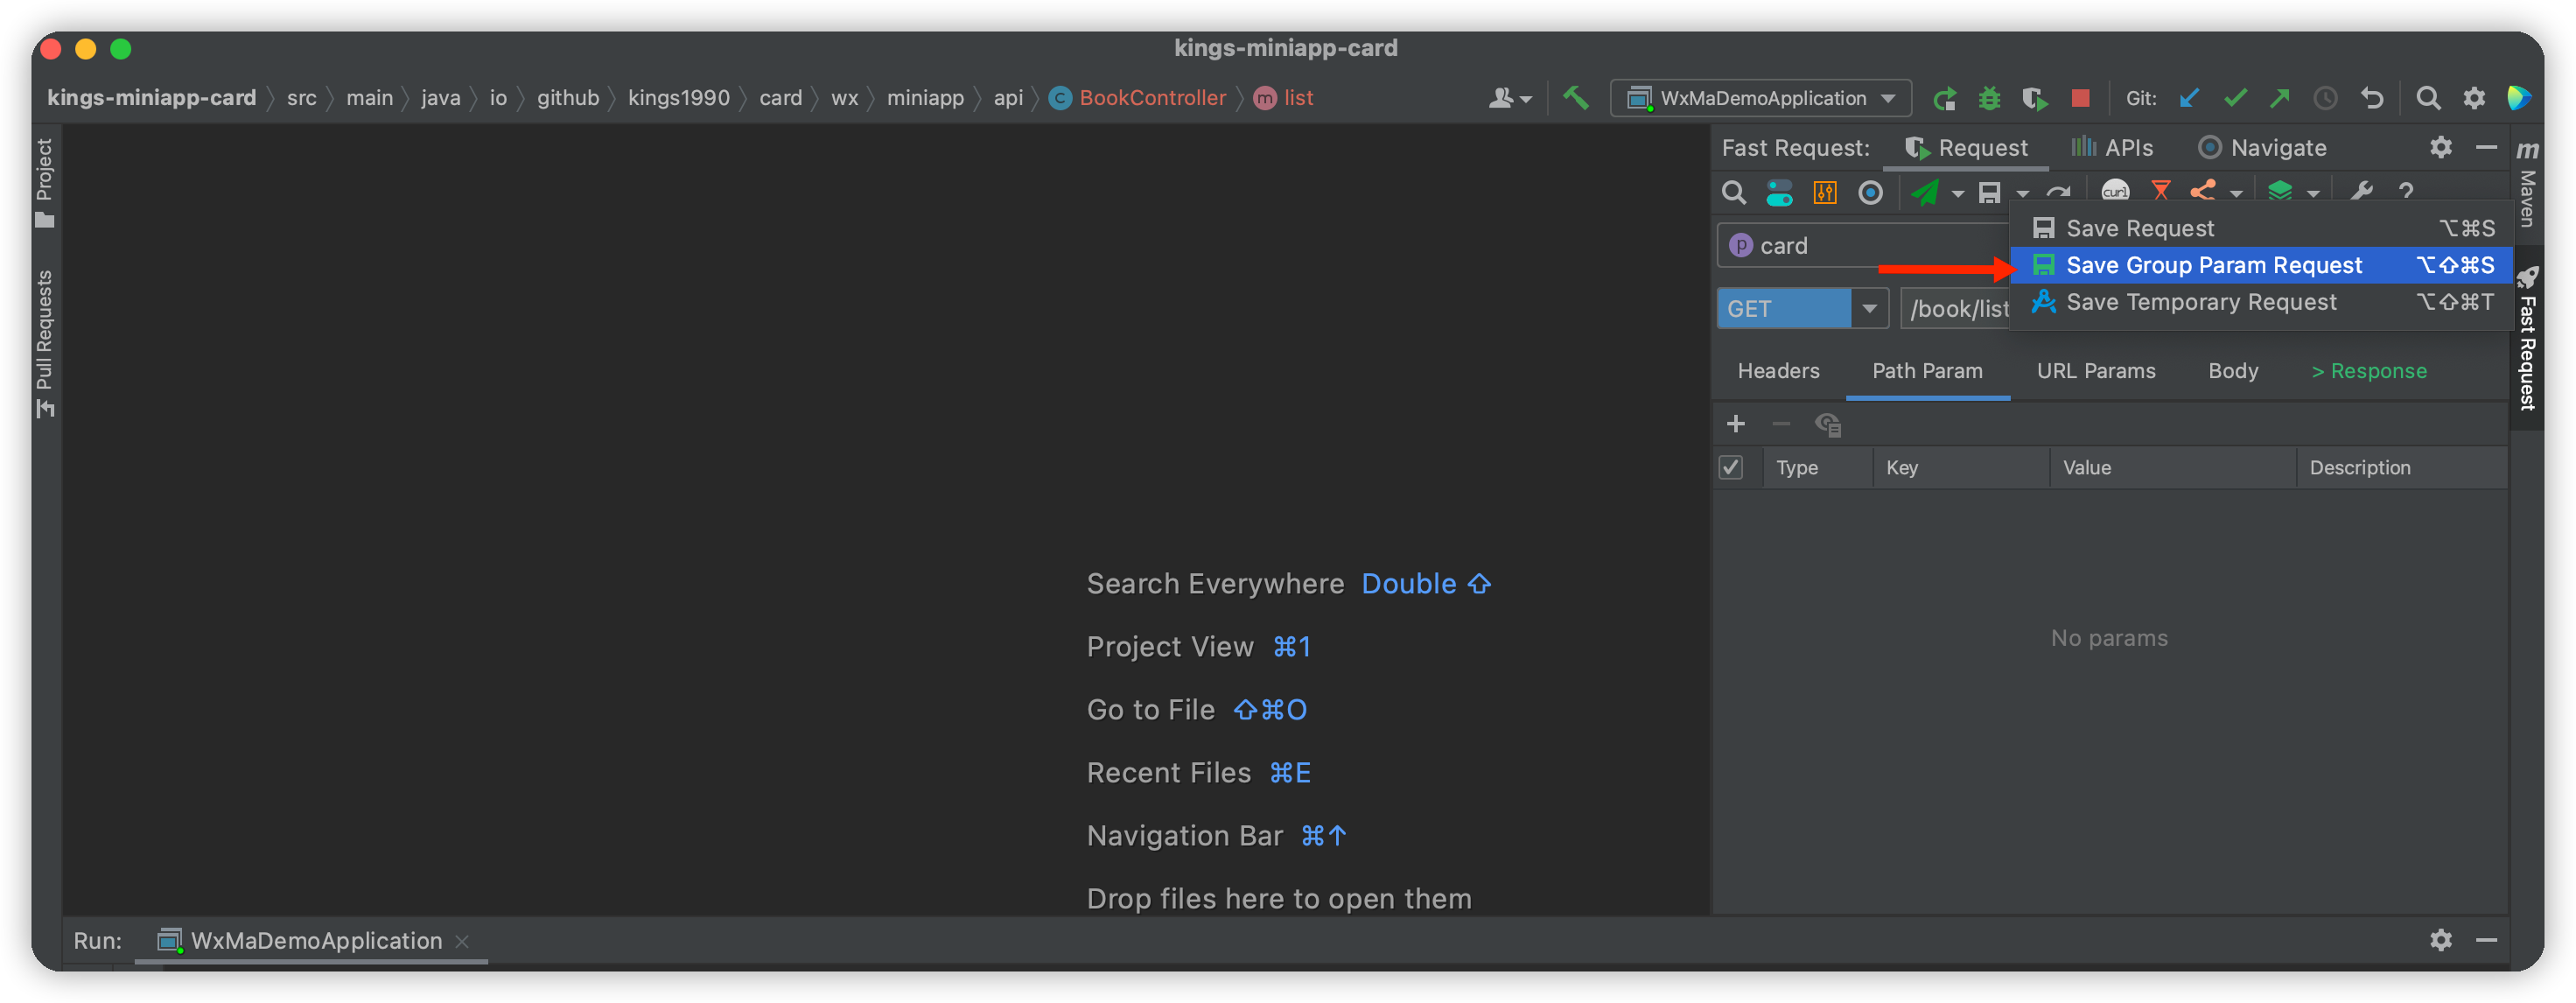 kings-miniapp-card
kings-miniapp-card src main java io github kings1990 card wx miniapp api C BookController m list WxMaDemoApplication Git:
Project
Pull Requests
Fast Request: Request APIs Navigate
curl ?
p card
Save Request ⌥⌘S
Save Group Param Request ⌥⇧⌘S
Save Temporary Request ⌥⇧⌘T
GET /book/list
Headers Path Param URL Params Body > Response
Type Key Value Description
No params
m Maven
Fast Request
Search Everywhere Double ⇧
Project View ⌘1
Go to File ⇧⌘O
Recent Files ⌘E
Navigation Bar ⌘↑
Drop files here to open them
Run: WxMaDemoApplication